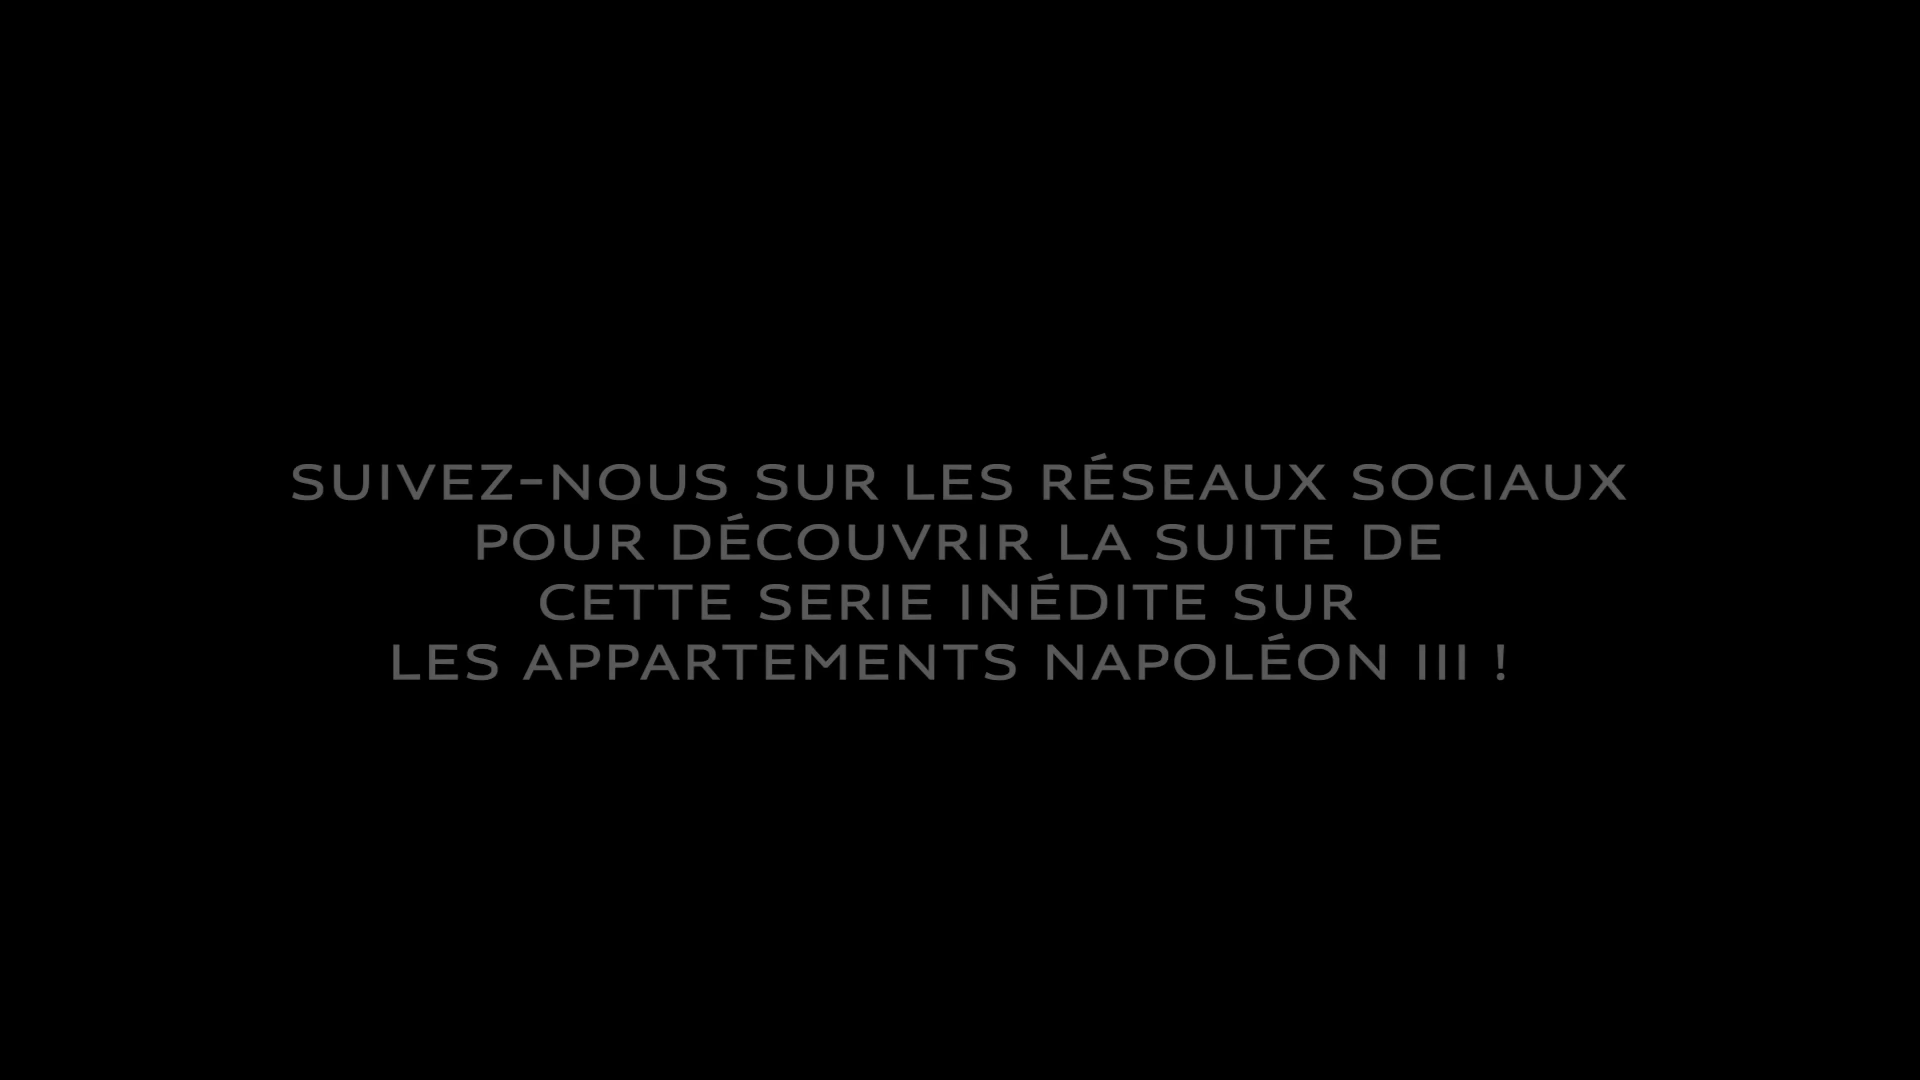 SUIVEZ-NOUS SUR LES RÉSEAUX SOCIAUX
POUR DÉCOUVRIR LA SUITE DE
CETTE SERIE INÉDITE SUR
LES APPARTEMENTS NAPOLÉON III !